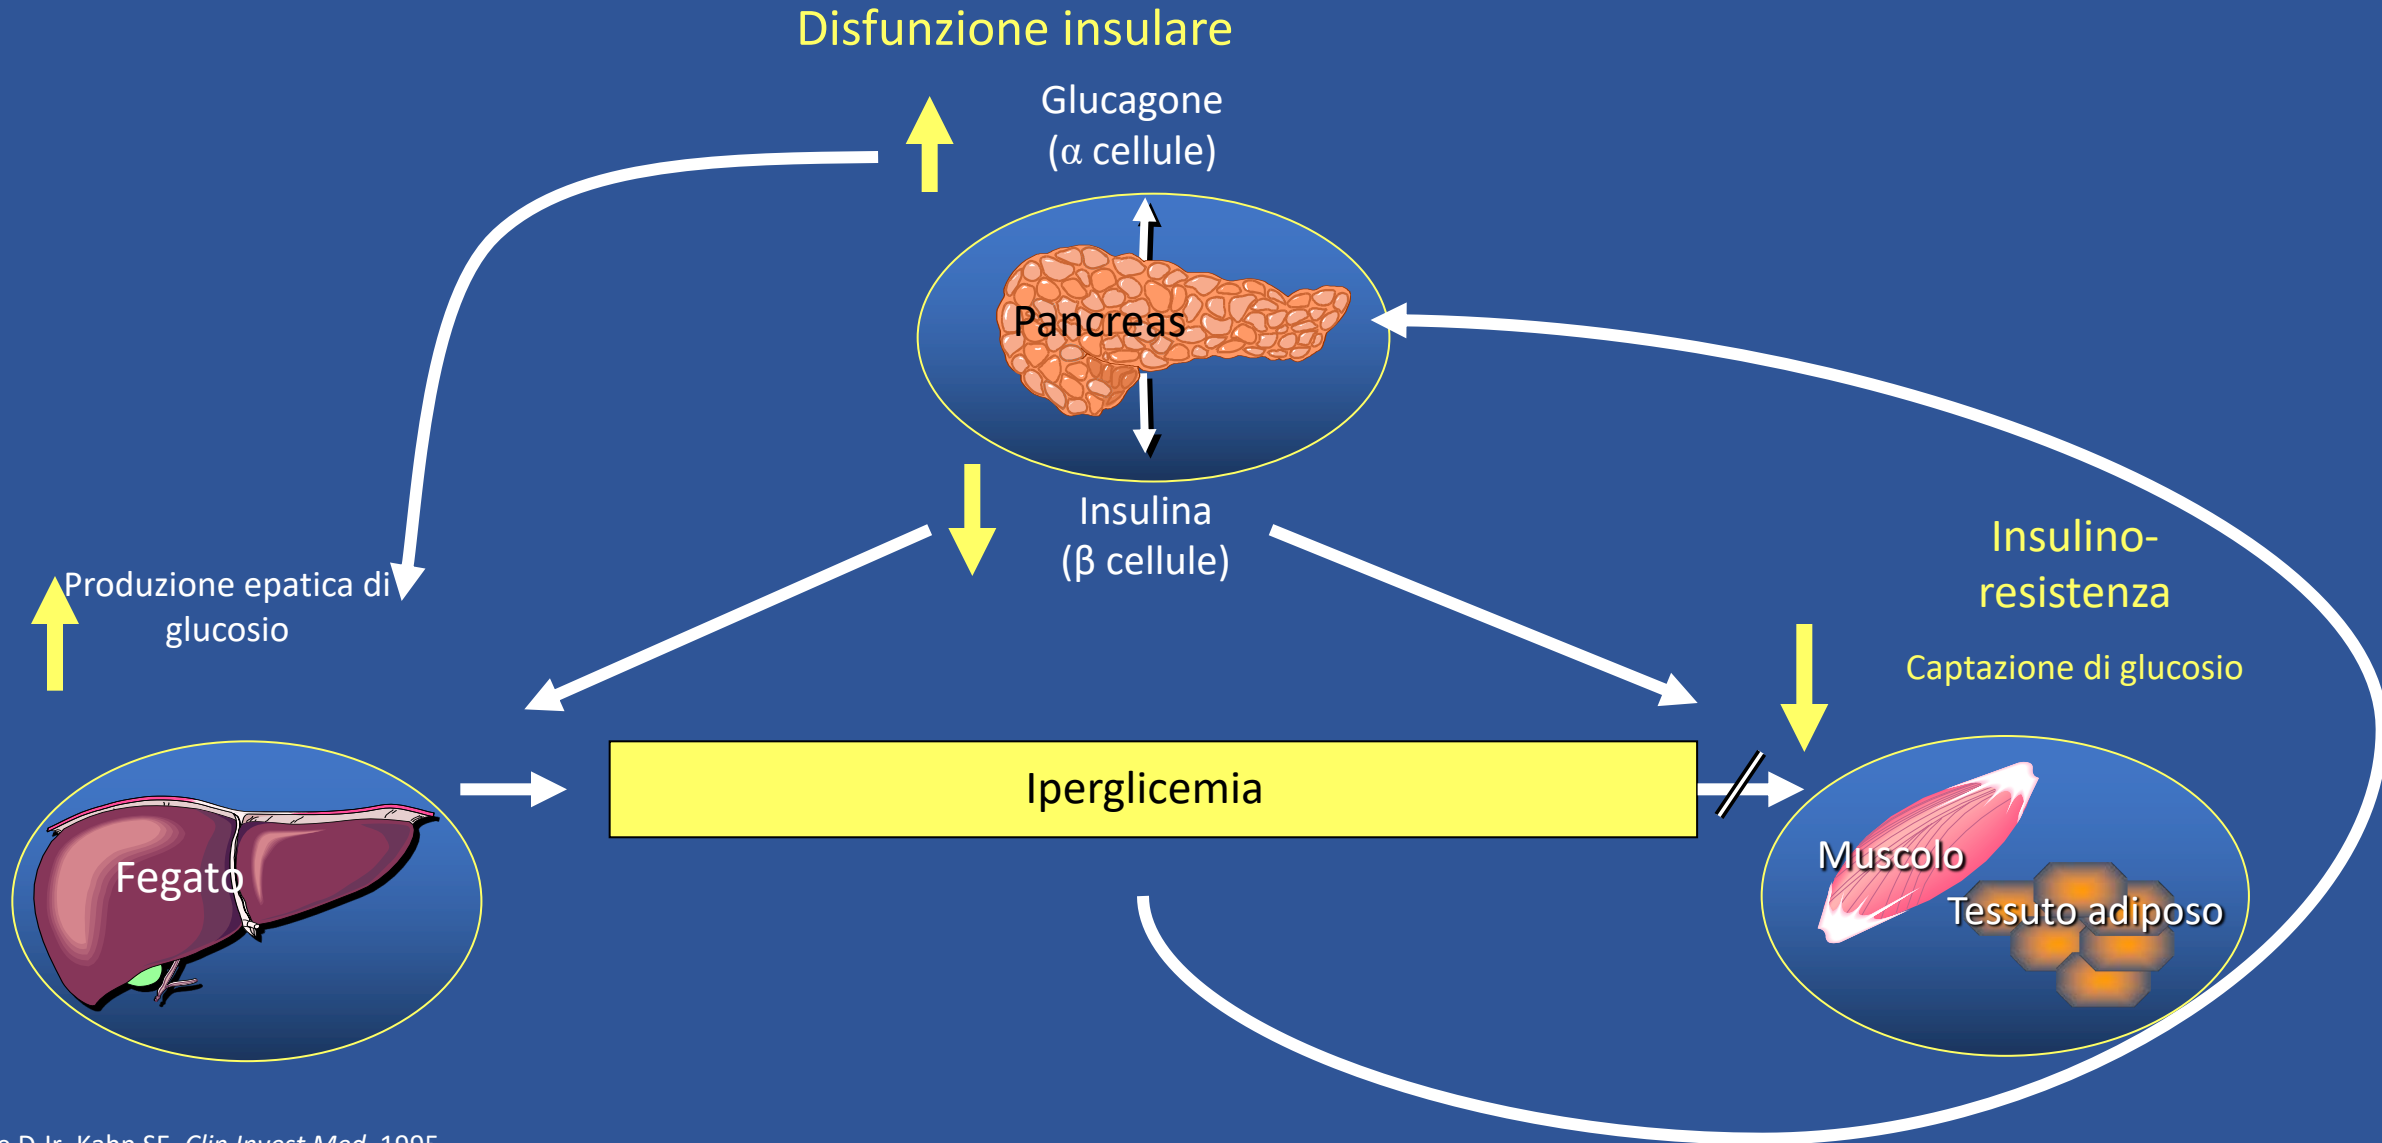 Disfunzione insulare
Glucagone
(α cellule)
Pancreas
Insulina
(β cellule)
Insulino-
resistenza
Produzione epatica di
glucosio
Captazione di glucosio
Iperglicemia
Fegato
Muscolo
Tessuto adiposo
D Jr, Kahn SE. Clin Invest Med. 1995